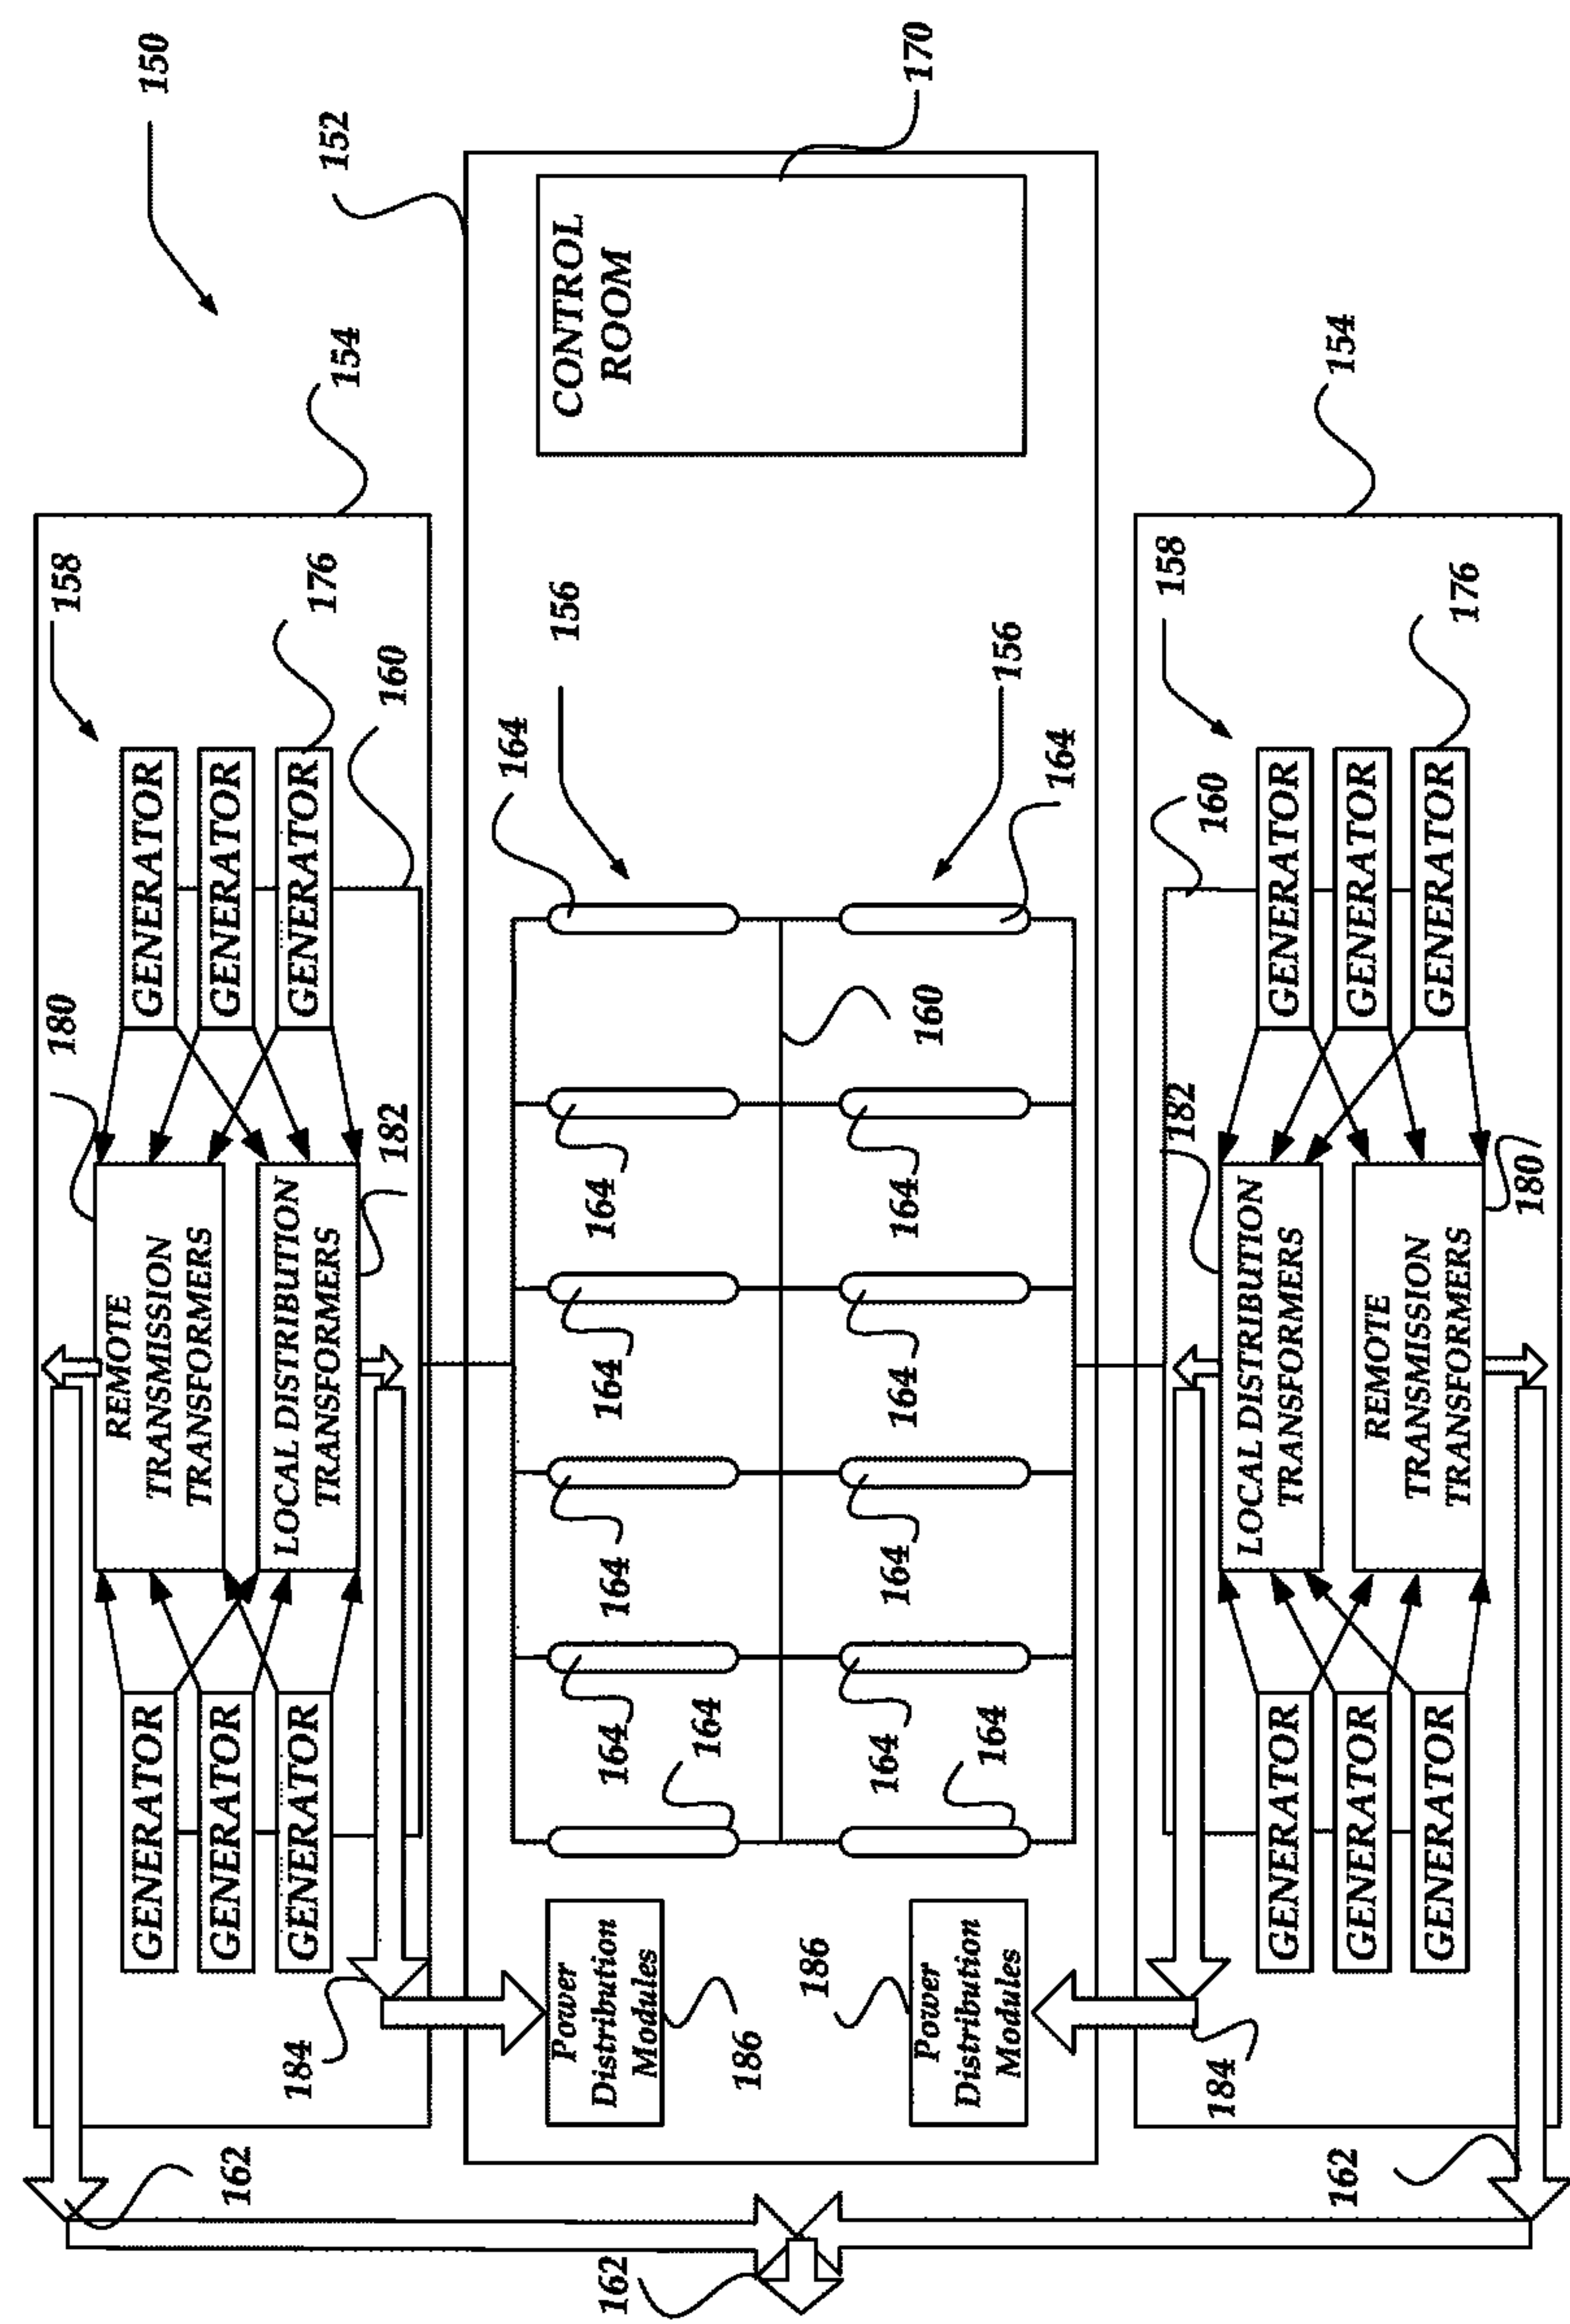 150
180
158
GENERATOR
REMOTE
TRANSMISSION
TRANSFORMERS
GENERATOR
GENERATOR
GENERATOR
162
184
GENERATOR
LOCAL DISTRIBUTION
TRANSFORMERS
GENERATOR
176
152
154
182
160
164
156
CONTROL
ROOM
Power
Distribution
Modules
164
164
164
164
162
164
186
186
164
164
164
164
170
160
Power
Distribution
Modules
164
156
164
182
158
160
184
LOCAL DISTRIBUTION
TRANSFORMERS
GENERATOR
GENERATOR
154
162
GENERATOR
REMOTE
TRANSMISSION
TRANSFORMERS
GENERATOR
GENERATOR
GENERATOR
176
180